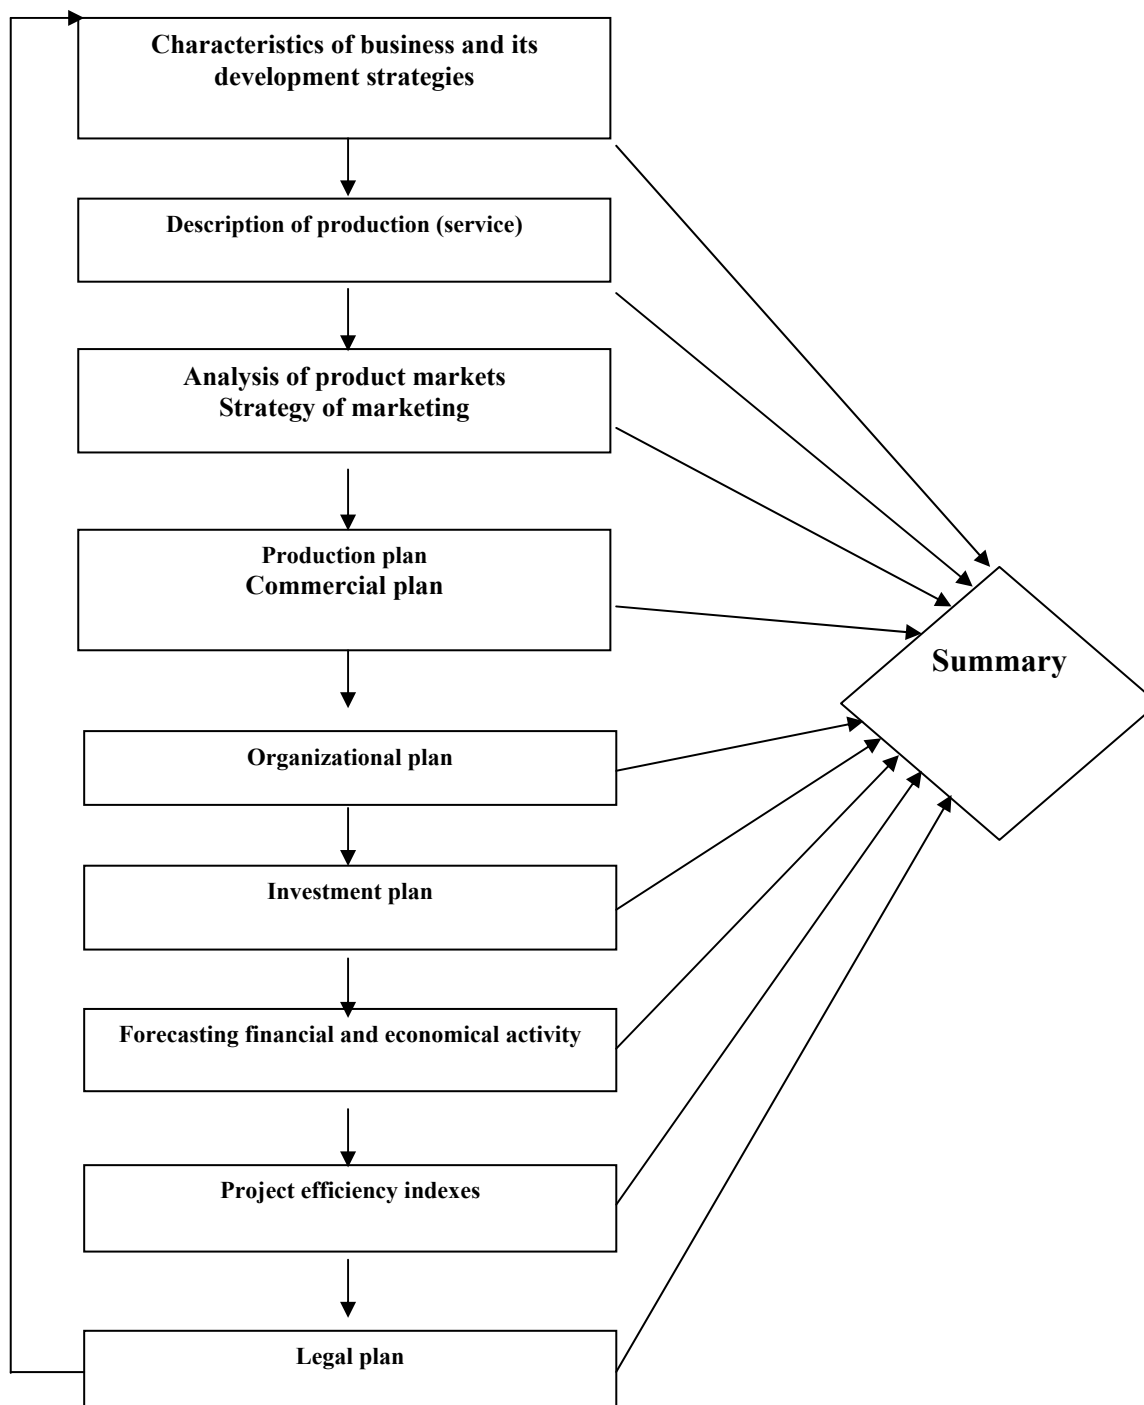 Characteristics of business and its
development strategies
Description of production (service)
Analysis of product markets
Strategy of marketing
Production plan
Commercial plan
Summary
Organizational plan
Investment plan
Forecasting financial and economical activity
Project efficiency indexes
Legal plan